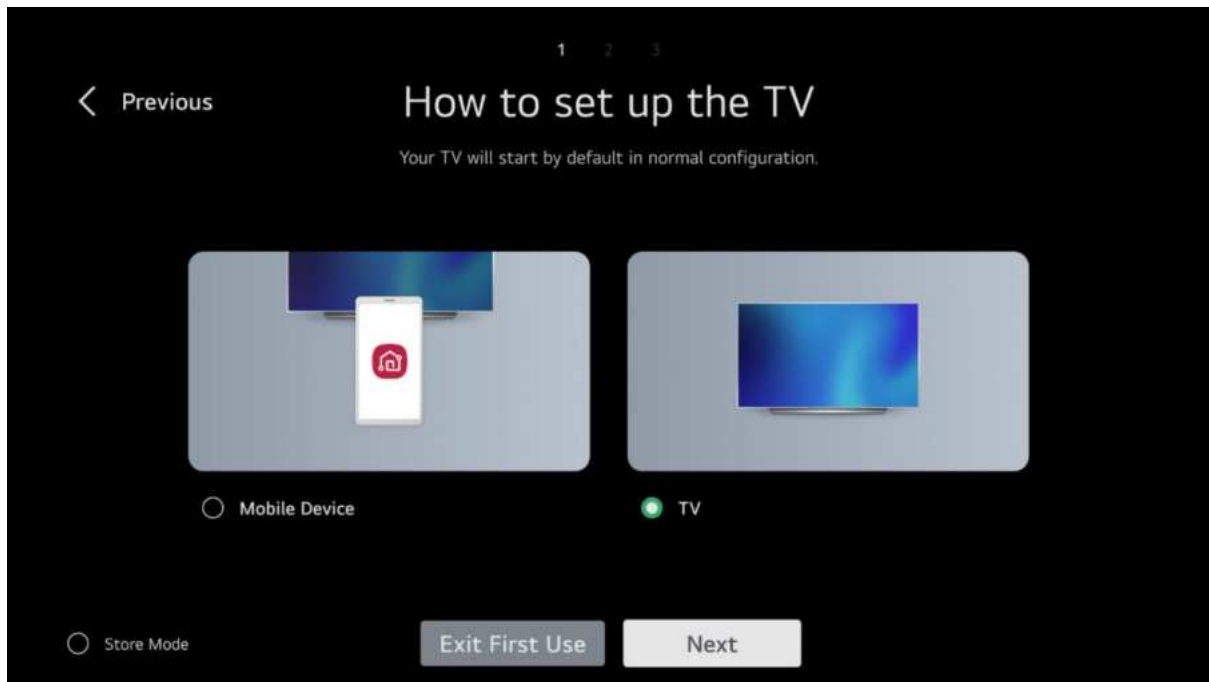 1 2 3
Previous
How to set up the TV
Your TV will start by default in normal configuration.
Mobile Device
TV
Store Mode
Exit First Use
Next